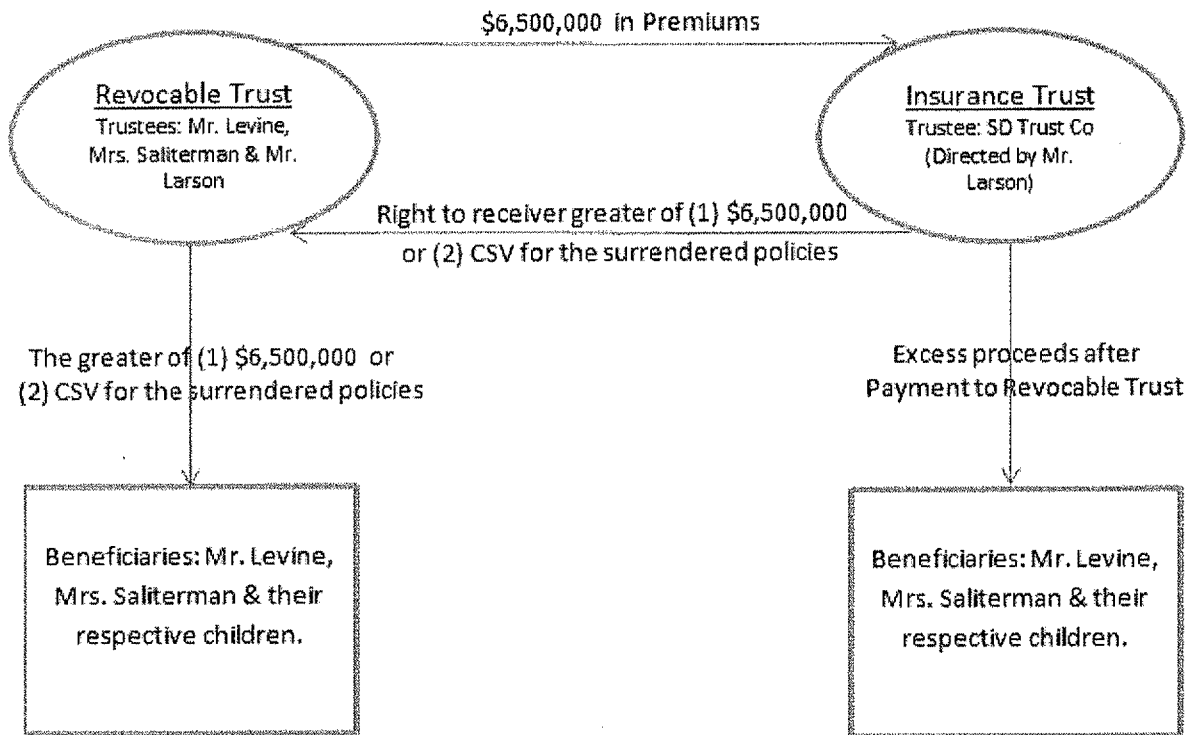 $6,500,000 in Premiums
Revocable Trust
Trustees: Mr. Levine,
Mrs. Saliterman & Mr.
Larson
Insurance Trust
Trustee: SD Trust Co
(Directed by Mr.
Larson)
Right to receiver greater of (1) $6,500,000
or (2) CSV for the surrendered policies
The greater of (1) $6,500,000 or
(2) CSV for the surrendered policies
Excess proceeds after
Payment to Revocable Trust
Beneficiaries: Mr. Levine,
Mrs. Saliterman & their
respective children.
Beneficiaries: Mr. Levine,
Mrs. Saliterman & their
respective children.